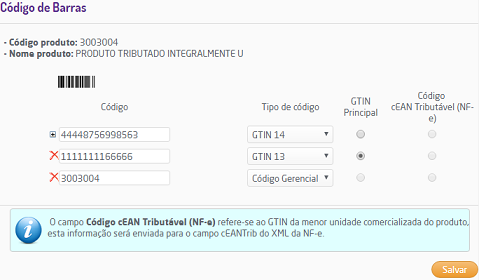 Código de Barras
- Código produto: 3003004
- Nome produto: PRODUTO TRIBUTADO INTEGRALMENTE U
Código
Tipo de código
GTIN
Principal
Código
cEAN Tributável (NF-
e)
44448756998563
GTIN 14
1111111166666
GTIN 13
3003004
Código Gerencial
O campo Código cEAN Tributável (NF-e) refere-se ao GTIN da menor unidade comercializada do produto,
esta informação será enviada para o campo cEANTrib do XML da NF-e.
Salvar